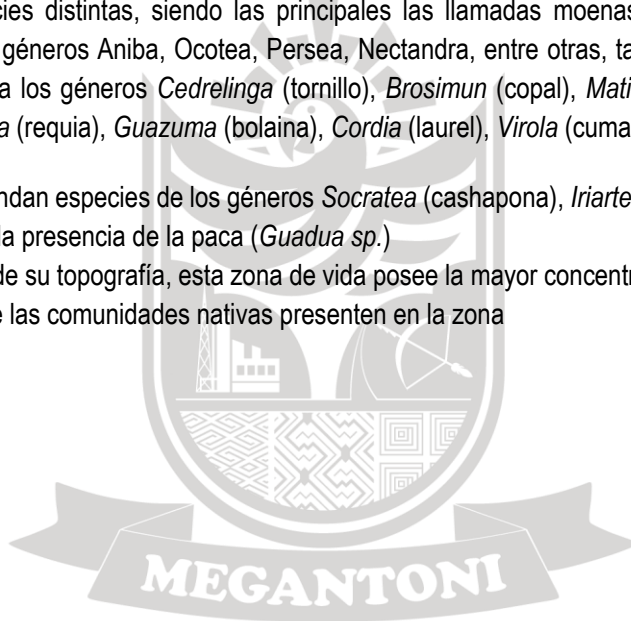 cies distintas, siendo las principales las llamadas moenas
géneros Aniba, Ocotea, Persea, Nectandra, entre otras, ta
a los géneros Cedrelinga (tornillo), Brosimun (copal), Mati
a (requia), Guazuma (bolaina), Cordia (laurel), Virola (cuma
ndan especies de los géneros Socratea (cashapona), Iriarte
la presencia de la paca (Guadua sp.)
de su topografía, esta zona de vida posee la mayor concentr
e las comunidades nativas presenten en la zona
MEGANTONI